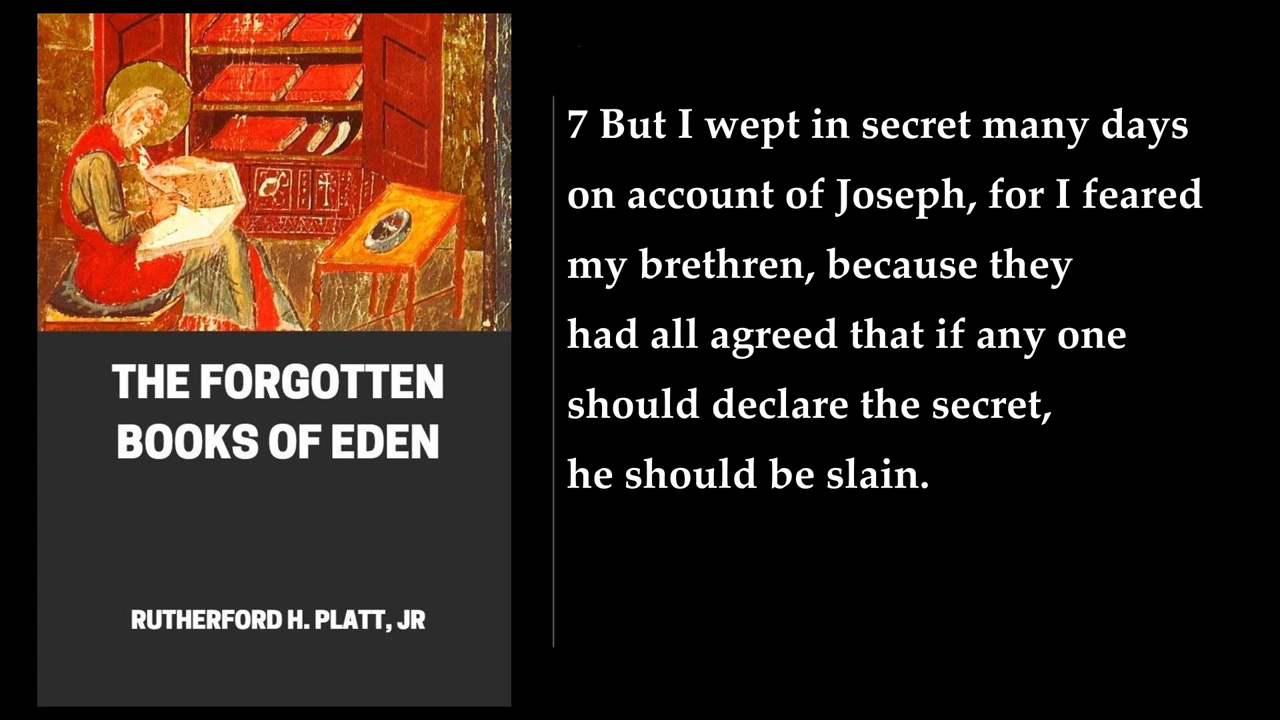 THE FORGOTTEN
BOOKS OF EDEN
RUTHERFORD H. PLATT, JR
7 But I wept in secret many days
on account of Joseph, for I feared
my brethren, because they
had all agreed that if any one
should declare the secret,
he should be slain.